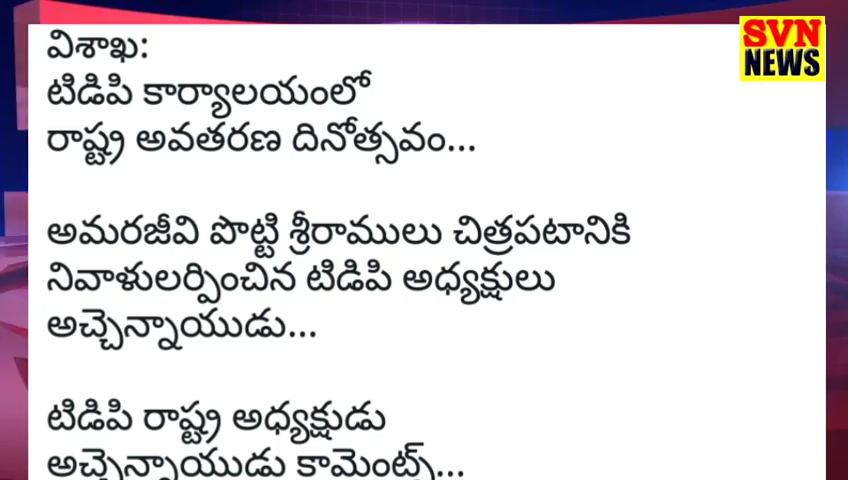 SVN
NEWS
విశాఖ:
టిడిపి కార్యాలయంలో
రాష్ట్ర అవతరణ దినోత్సవం...
అమరజీవి పొట్టి శ్రీరాములు చిత్రపటానికి
నివాళులర్పించిన టిడిపి అధ్యక్షులు
అచ్చెన్నాయుడు...
టిడిపి రాష్ట్ర అధ్యక్షుడు
అచ్చెన్నాయుడు కామెంట్స్...